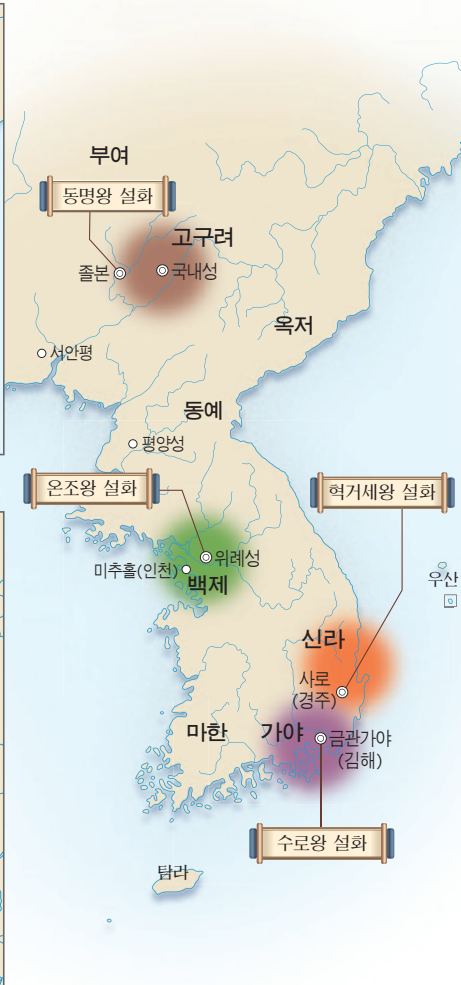 부여
동명왕 설화
고구려
졸본
국내성
옥저
서안평
동예
평양성
온조왕 설화
혁거세왕 설화
위례성
미추홀(인천)
백제
우산
신라
사로
(경주)
마한
가야
금관가야
(김해)
수로왕 설화
탐라